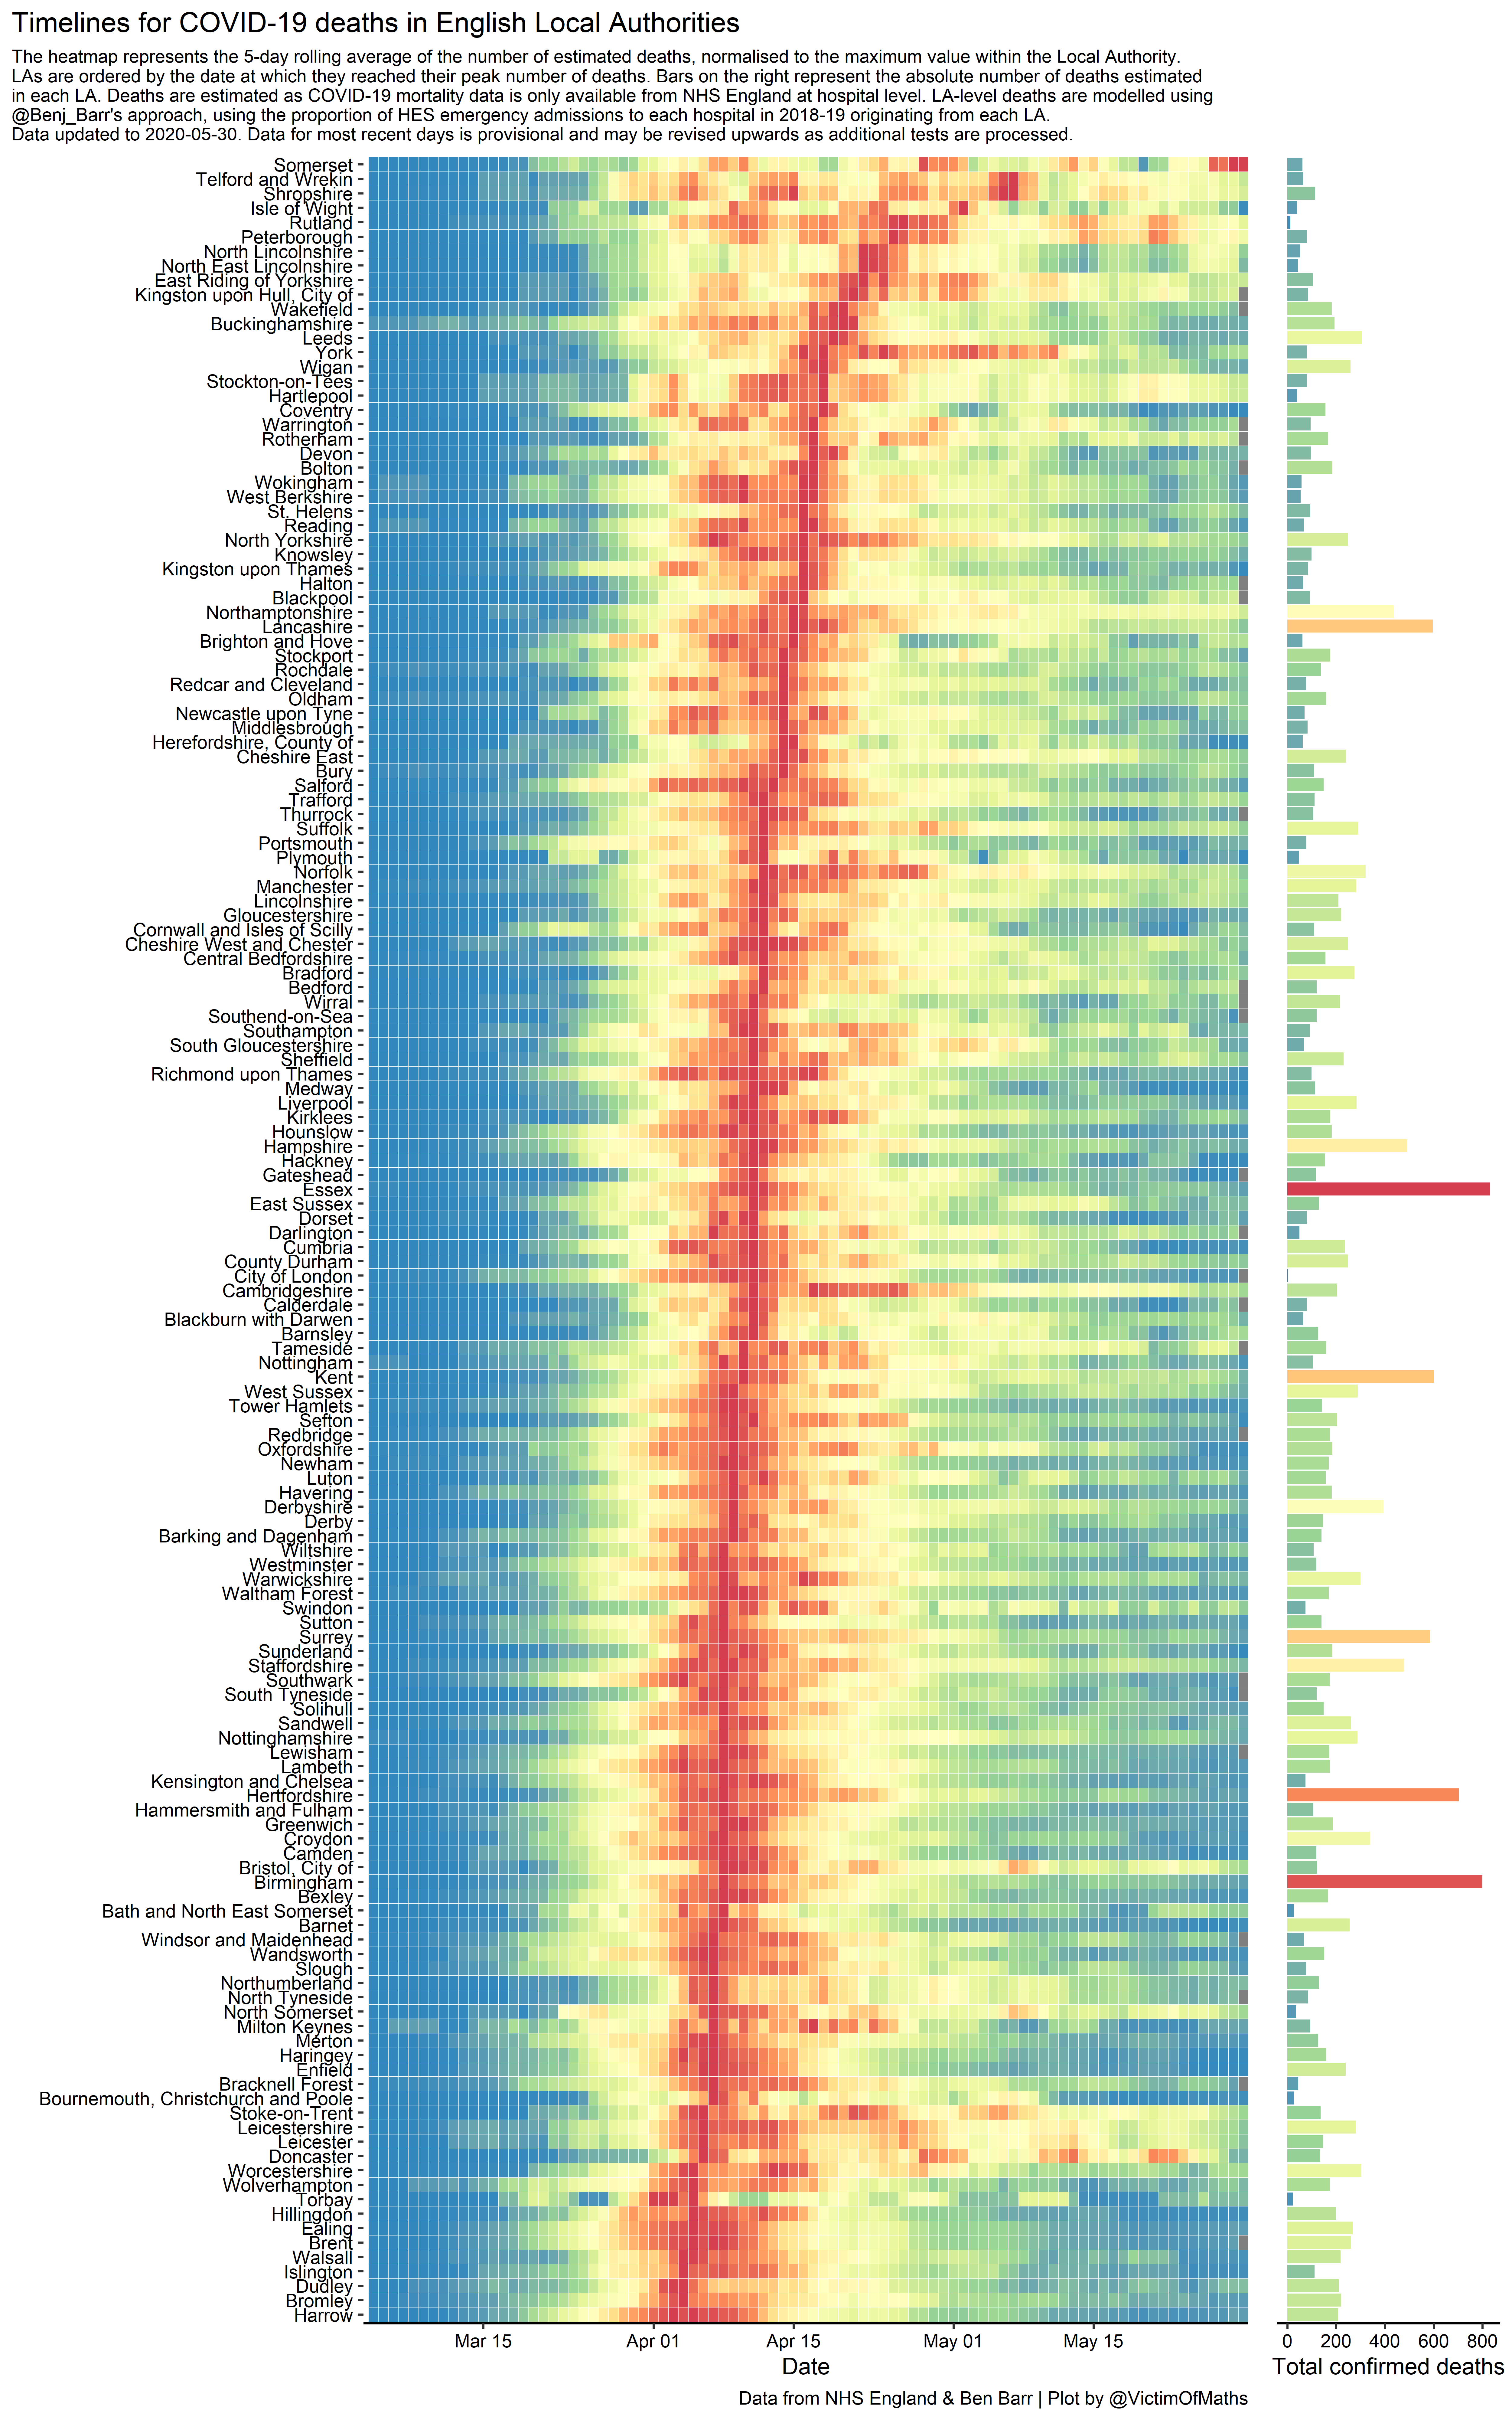 Timelines for COVID-19 deaths in English Local Authorities
The heatmap represents the 5-day rolling average of the number of estimated deaths, normalised to the maximum value within the Local Authority.
LAs are ordered by the date at which they reached their peak number of deaths. Bars on the right represent the absolute number of deaths estimated
in each LA. Deaths are estimated as COVID-19 mortality data is only available from NHS England at hospital level. LA-level deaths are modelled using
@Benj_Barr's approach, using the proportion of HES emergency admissions to each hospital in 2018-19 originating from each LA.
Data updated to 2020-05-30. Data for most recent days is provisional and may be revised upwards as additional tests are processed.
Somerset
Telford and Wrekin
Shropshire
Isle of Wight
Rutland
Peterborough
North Lincolnshire
North East Lincolnshire
East Riding of Yorkshire
Kingston upon Hull, City of
Wakefield
Buckinghamshire
Leeds
York
Wigan
Stockton-on-Tees
Hartlepool
Coventry
Warrington
Rotherham
Devon
Bolton
Wokingham
West Berkshire
St. Helens
Reading
North Yorkshire
Knowsley
Kingston upon Thames
Halton
Blackpool
Northamptonshire
Lancashire
Brighton and Hove
Stockport
Rochdale
Redcar and Cleveland
Oldham
Newcastle upon Tyne
Middlesbrough
Herefordshire, County of
Cheshire East
Bury
Salford
Trafford
Thurrock
Suffolk
Portsmouth
Plymouth
Norfolk
Manchester
Lincolnshire
Gloucestershire
Cornwall and Isles of Scilly
Cheshire West and Chester
Central Bedfordshire
Bradford
Bedford
Wirral
Southend-on-Sea
Southampton
South Gloucestershire
Sheffield
Richmond upon Thames
Medway
Liverpool
Kirklees
Hounslow
Hampshire
Hackney
Gateshead
Essex
East Sussex
Dorset
Darlington
Cumbria
County Durham
City of London
Cambridgeshire
Calderdale
Blackburn with Darwen
Barnsley
Tameside
Nottingham
Kent
West Sussex
Tower Hamlets
Sefton
Redbridge
Oxfordshire
Newham
Luton
Havering
Derbyshire
Derby
Barking and Dagenham
Wiltshire
Westminster
Warwickshire
Waltham Forest
Swindon
Sutton
Surrey
Sunderland
Staffordshire
Southwark
South Tyneside
Solihull
Sandwell
Nottinghamshire
Lewisham
Lambeth
Kensington and Chelsea
Hertfordshire
Hammersmith and Fulham
Greenwich
Croydon
Camden
Bristol, City of
Birmingham
Bexley
Bath and North East Somerset
Barnet
Windsor and Maidenhead
Wandsworth
Slough
Northumberland
North Tyneside
North Somerset
Milton Keynes
Merton
Haringey
Enfield
Bracknell Forest
Bournemouth, Christchurch and Poole
Stoke-on-Trent
Leicestershire
Leicester
Doncaster
Worcestershire
Wolverhampton
Torbay
Hillingdon
Ealing
Brent
Walsall
Islington
Dudley
Bromley
Harrow
Mar 15 Apr 01 Apr 15 May 01 May 15
0 200 400 600 800
Date
Total confirmed deaths
Data from NHS England & Ben Barr | Plot by @VictimOfMaths